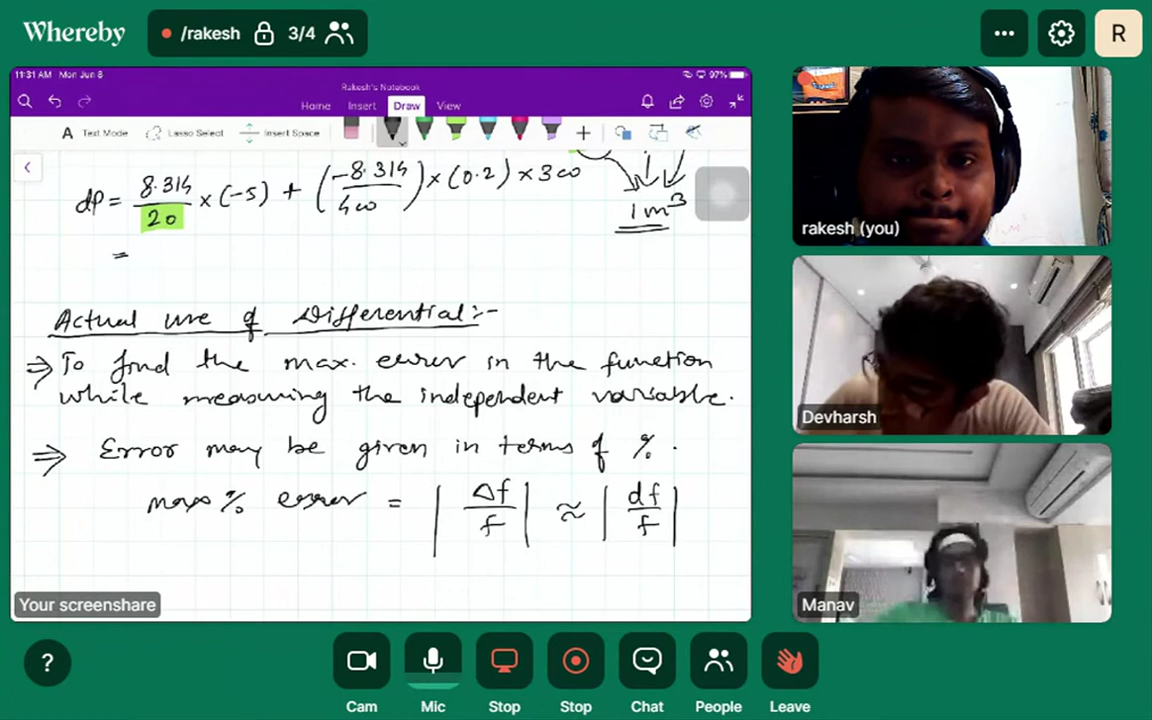 Whereby
/rakesh 3/4
R
11:31 AM Mon Jun 8
97%
Rakesh's Notebook
Home Insert Draw View
A Text Mode Lasso Select Insert Space
dP = 8.314/20 × (-5) + (-8.314/400) × (0.2) × 300
1 m³
=
Actual use of Differential:-
⇒ To find the max. error in the function
while measuring the independent variable.
⇒ Error may be given in terms of %.
max % error = |Δf/f| ≈ |df/f|
Your screenshare
rakesh (you)
Devharsh
Manav
?
Cam Mic Stop Stop Chat People Leave